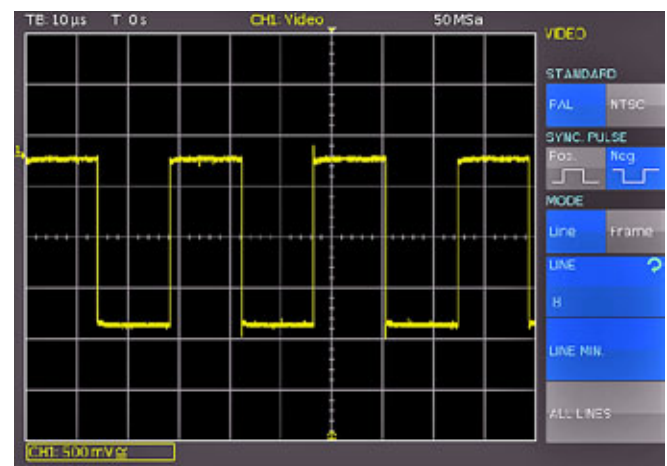 TB: 10 µs T: 0 s CH1: Video 50 MSa
VIDEO
STANDARD
PAL NTSC
SYNC. PULSE
Pos. Neg.
MODE
Line Frame
LINE
8
LINE MIN.
ALL LINES
1
CH1: 500 mV